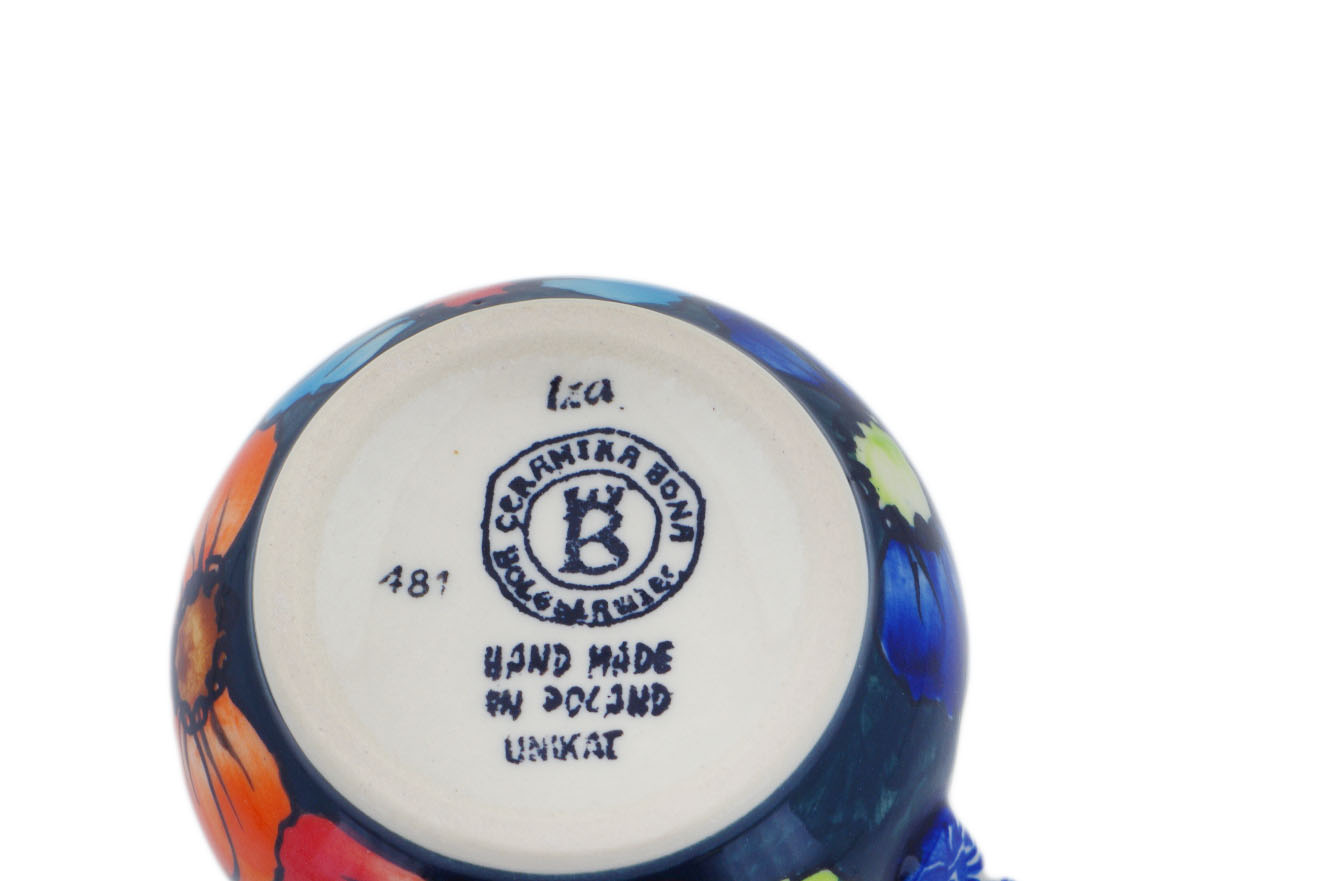 Iza
CERAMIKA BONA
B
BOLESŁAWIEC
481
HAND MADE
IN POLAND
UNIKAT